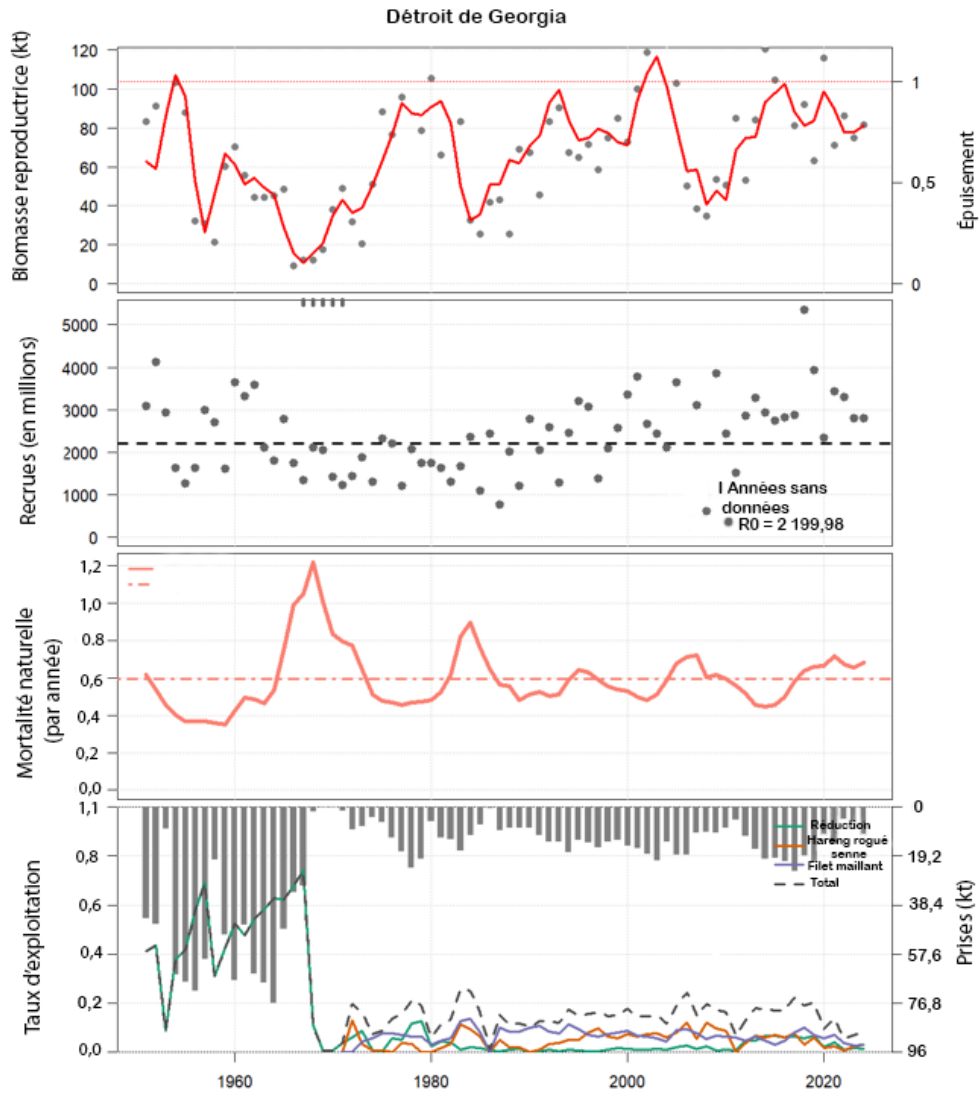 Détroit de Georgia
Biomasse reproductrice (kt)
120
100
80
60
40
20
0
1
0,5
0
Épuisement
Recrues (en millions)
5000
4000
3000
2000
1000
0
I Années sans
données
R0 = 2 199,98
Mortalité naturelle
(par année)
1,2
1,0
0.8
0,6
0,4
0,2
0,0
Taux d'exploitation
1,1
0,8
0,6
0,4
0,2
0,0
Réduction
Hareng rogué
senne
Filet maillant
Total
0
19,2
38,4
57,6
76,8
96
Prises (kt)
1960
1980
2000
2020